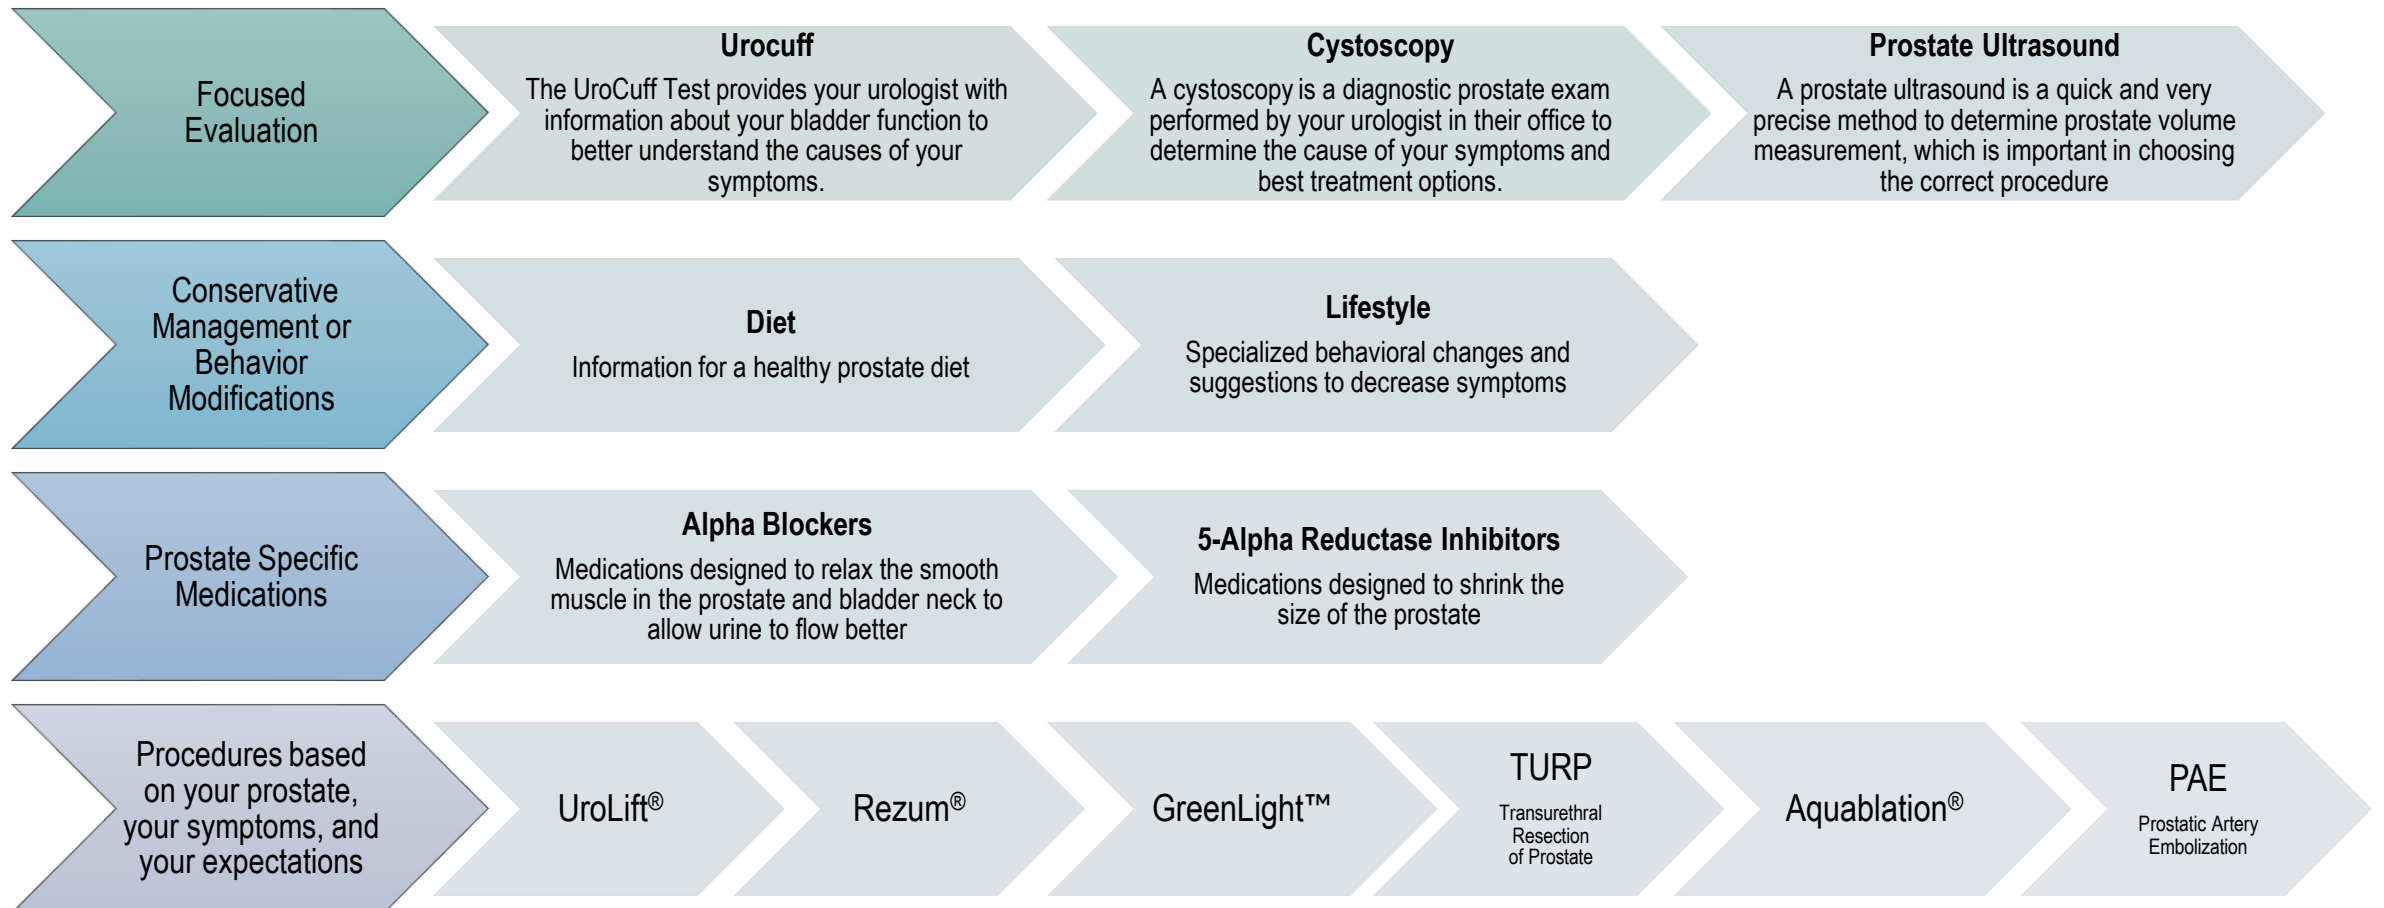 Focused
Evaluation
Urocuff
The UroCuff Test provides your urologist with
information about your bladder function to
better understand the causes of your
symptoms.
Cystoscopy
A cystoscopy is a diagnostic prostate exam
performed by your urologist in their office to
determine the cause of your symptoms and
best treatment options.
Prostate Ultrasound
A prostate ultrasound is a quick and very
precise method to determine prostate volume
measurement, which is important in choosing
the correct procedure
Conservative
Management or
Behavior
Modifications
Diet
Information for a healthy prostate diet
Lifestyle
Specialized behavioral changes and
suggestions to decrease symptoms
Prostate Specific
Medications
Alpha Blockers
Medications designed to relax the smooth
muscle in the prostate and bladder neck to
allow urine to flow better
5-Alpha Reductase Inhibitors
Medications designed to shrink the
size of the prostate
Procedures based
on your prostate,
your symptoms, and
your expectations
UroLift®
Rezum®
GreenLight™
TURP
Transurethral
Resection
of Prostate
Aquablation®
PAE
Prostatic Artery
Embolization